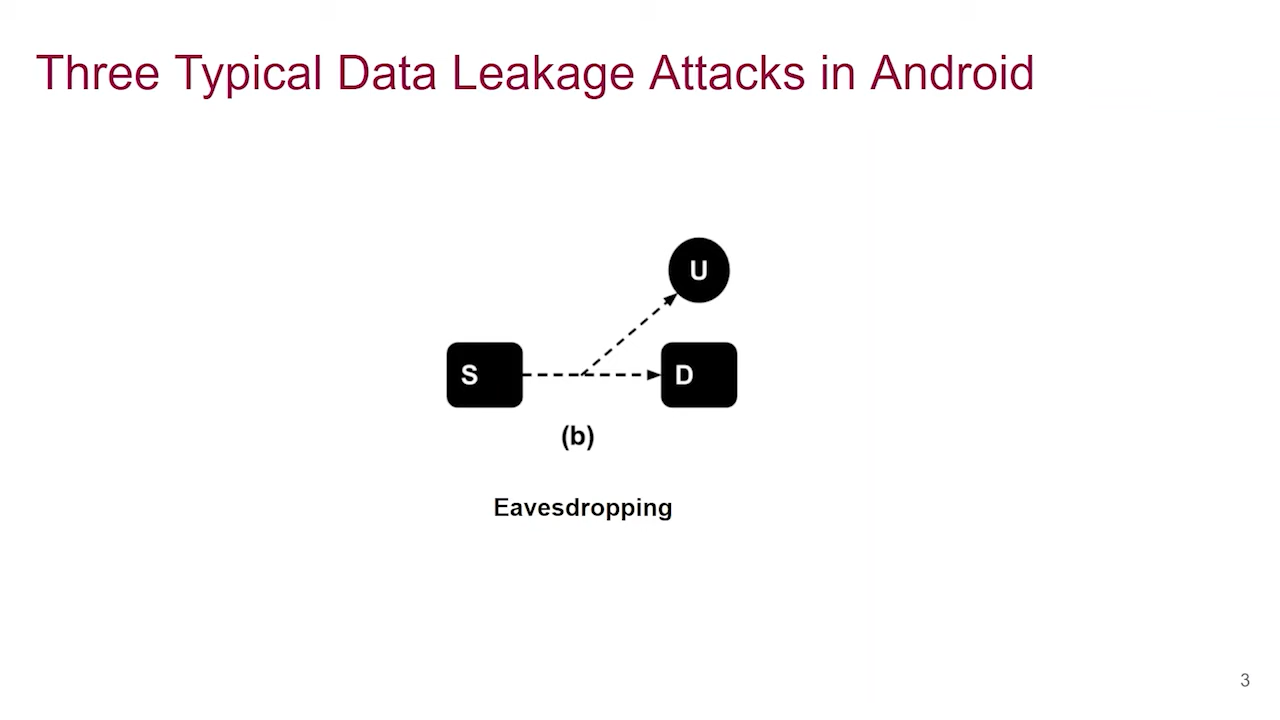 Three Typical Data Leakage Attacks in Android
U
S
D
(b)
Eavesdropping
3